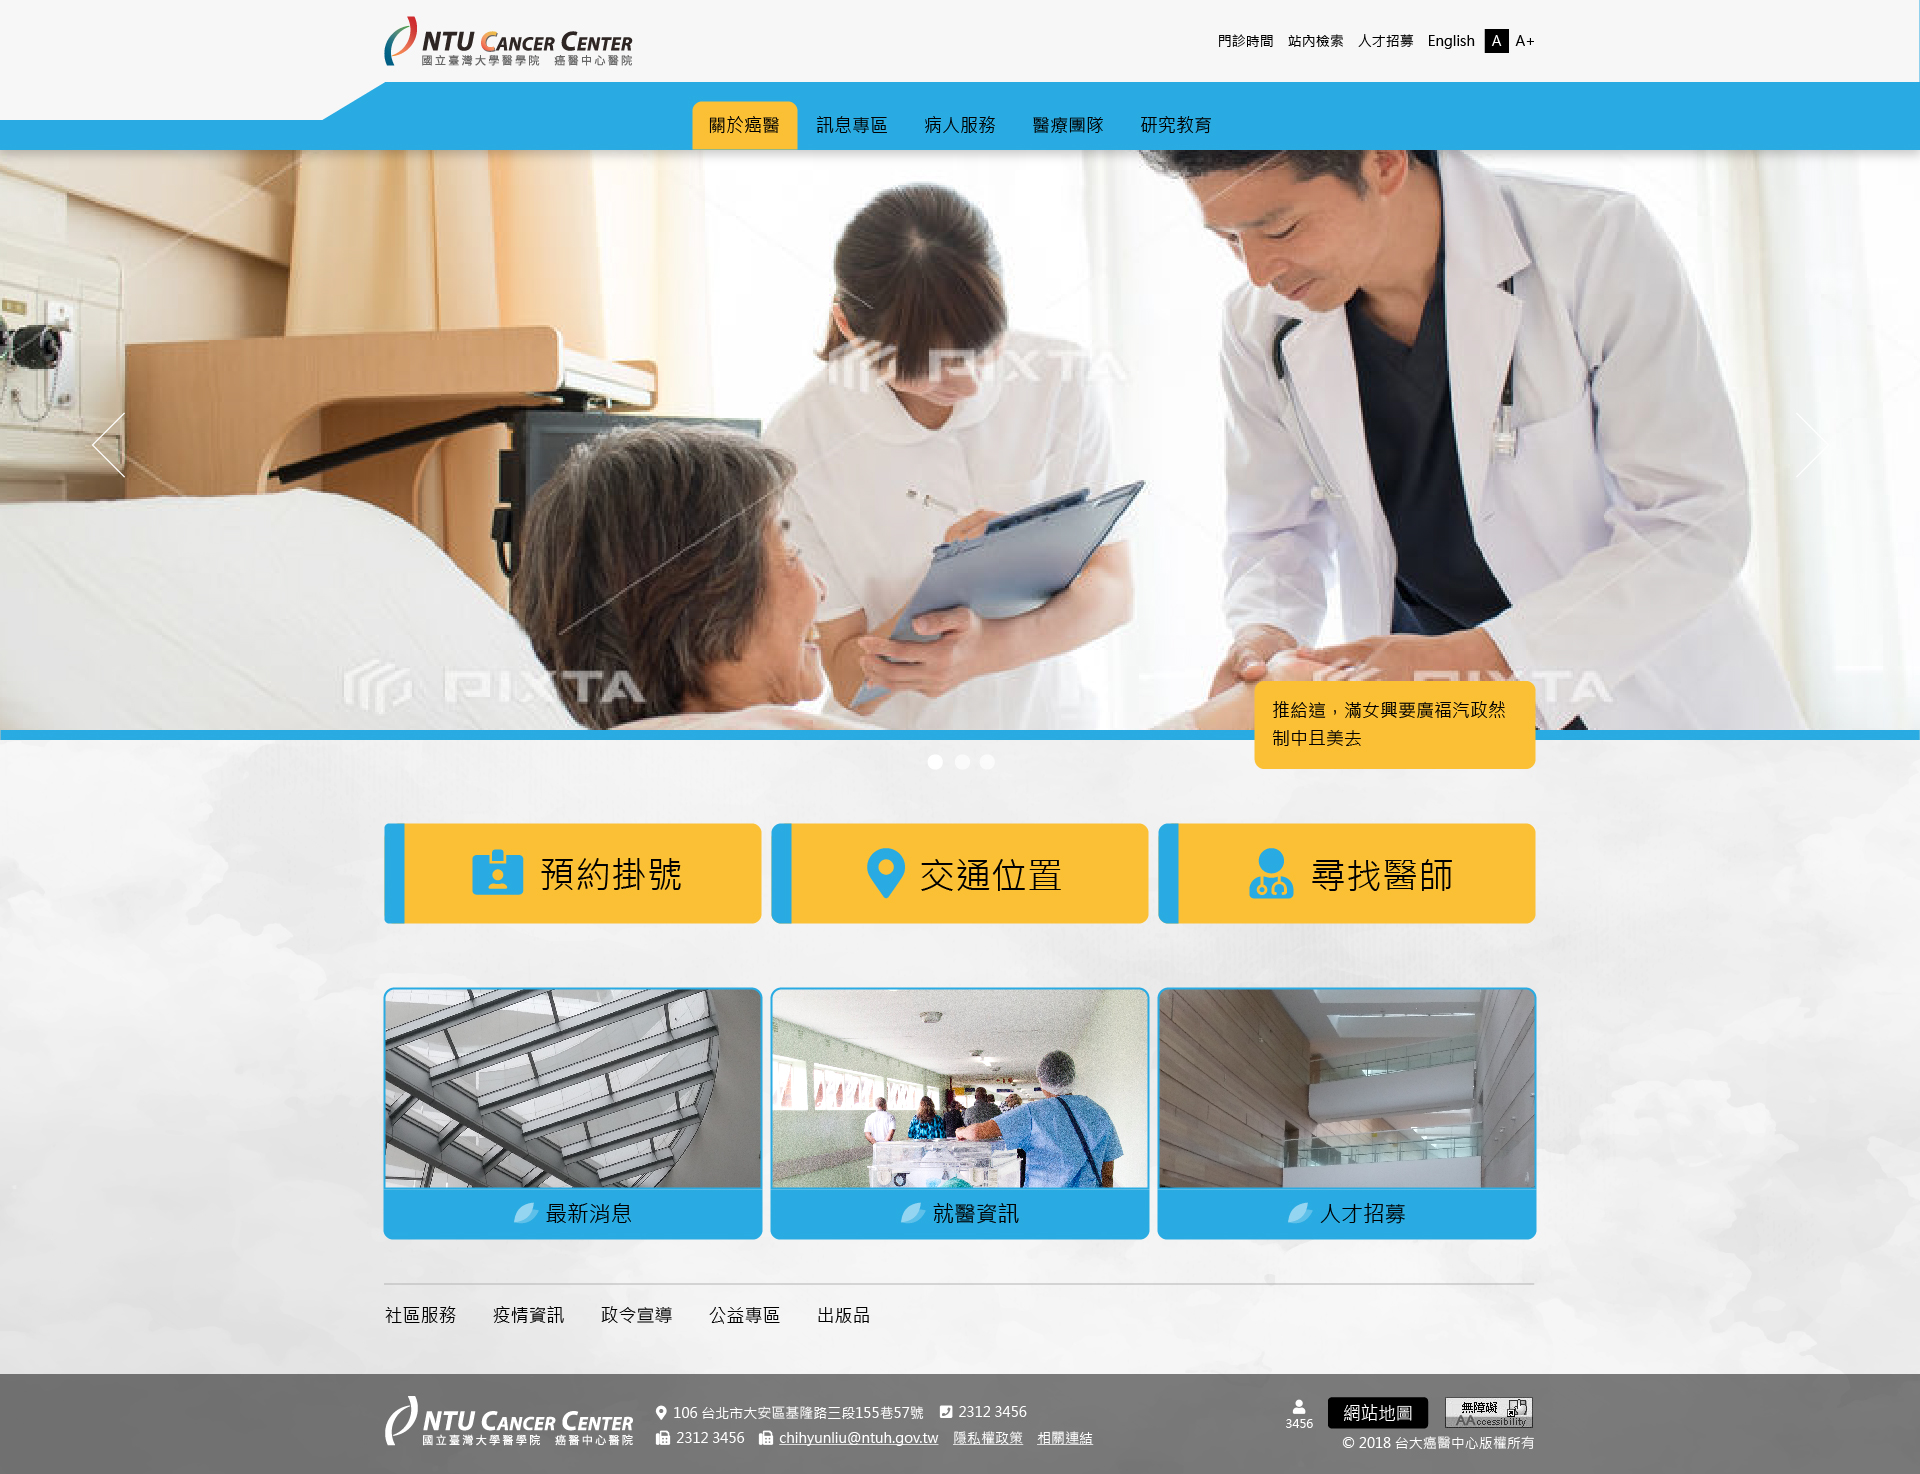 NTU CANCER CENTER
國立臺灣大學醫學院 癌醫中心醫院
門診時間 站內檢索 人才招募 English A A+
關於癌醫 訊息專區 病人服務 醫療團隊 研究教育
PIXTA
PIXTA
PIXTA
推給這，滿女興要廣福汽政然
制中且美去
預約掛號
交通位置
尋找醫師
最新消息
就醫資訊
人才招募
社區服務 疫情資訊 政令宣導 公益專區 出版品
NTU CANCER CENTER
國立臺灣大學醫學院 癌醫中心醫院
106 台北市大安區基隆路三段155巷57號 2312 3456
2312 3456 chihyunliu@ntuh.gov.tw 隱私權政策 相關連結
3456
網站地圖
無障礙
AAccessibility
© 2018 台大癌醫中心版權所有